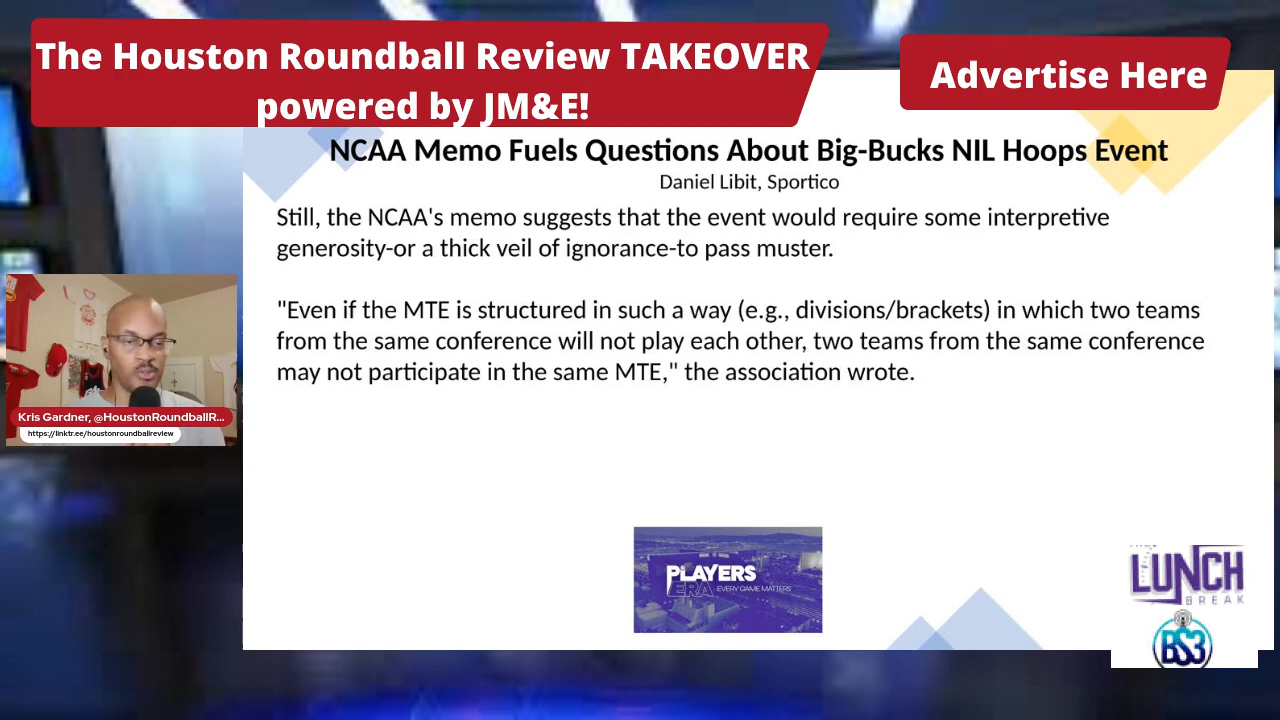 The Houston Roundball Review TAKEOVER
powered by JM&E!
Advertise Here
NCAA Memo Fuels Questions About Big-Bucks NIL Hoops Event
Daniel Libit, Sportico
Still, the NCAA's memo suggests that the event would require some interpretive
generosity-or a thick veil of ignorance-to pass muster.
"Even if the MTE is structured in such a way (e.g., divisions/brackets) in which two teams
from the same conference will not play each other, two teams from the same conference
may not participate in the same MTE," the association wrote.
Kris Gardner, @HoustonRoundballR...
https://linktr.ee/houstonroundballreview
PLAYERS
ERA EVERY GAME MATTERS
LUNCH
BREAK
BS3